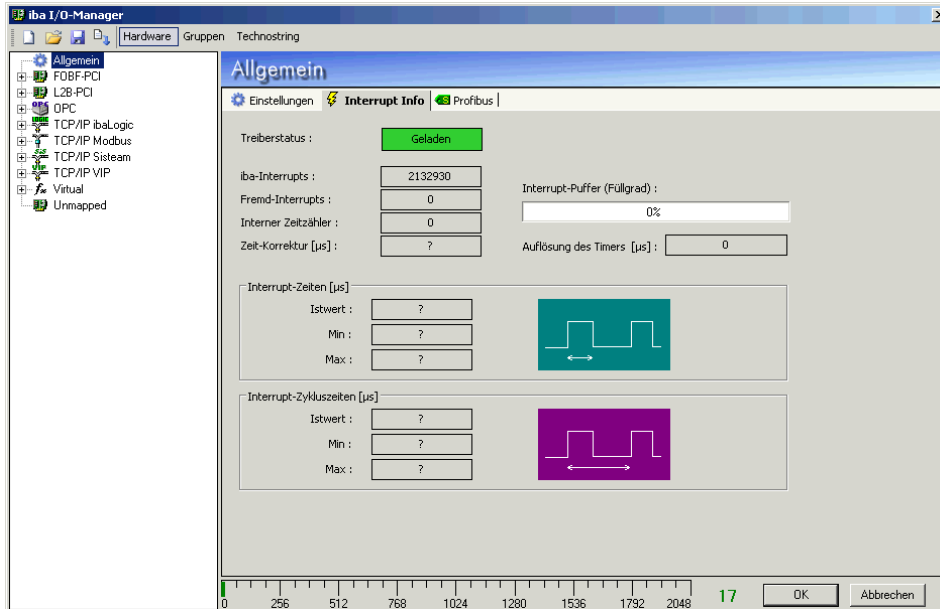 iba I/O-Manager
Hardware Gruppen Technostring
Allgemein
FOBF-PCI
L2B-PCI
OPC
TCP/IP ibaLogic
TCP/IP Modbus
TCP/IP Sisteam
TCP/IP VIP
Virtual
Unmapped
Allgemein
Einstellungen Interrupt Info Profibus
Treiberstatus : Geladen
iba-Interrupts : 2132930
Fremd-Interrupts : 0
Interner Zeitzähler : 0
Zeit-Korrektur [µs] : ?
Interrupt-Puffer (Füllgrad) :
0%
Auflösung des Timers [µs] : 0
Interrupt-Zeiten [µs]
Istwert : ?
Min : ?
Max : ?
Interrupt-Zykluszeiten [µs]
Istwert : ?
Min : ?
Max : ?
0 256 512 768 1024 1280 1536 1792 2048
17
OK Abbrechen